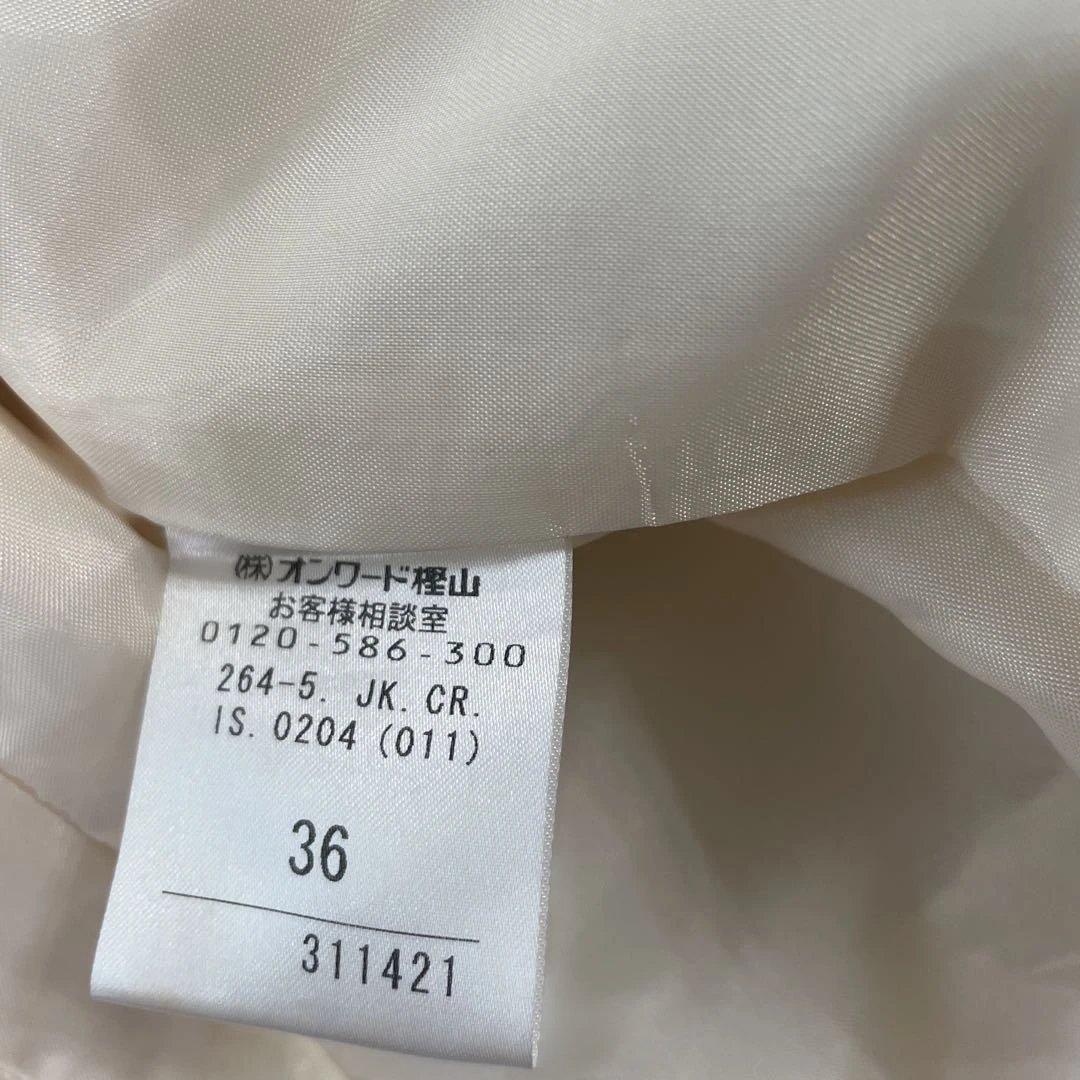 (株)オンワード樫山
お客様相談室
0120-586-300
264-5. JK. CR.
IS. 0204 (011)
36
311421